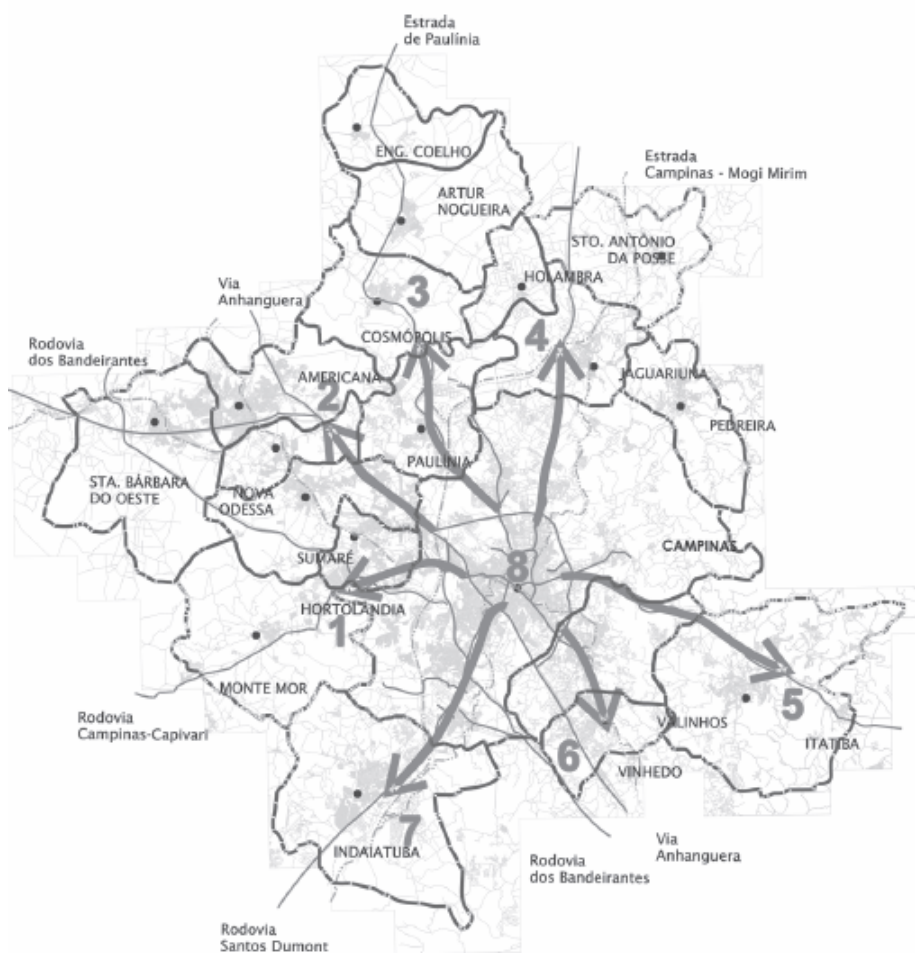 Estrada
de Paulínia
ENG. COELHO
Estrada
Campinas - Mogi Mirim
ARTUR
NOGUEIRA
STO. ANTÔNIO
DA POSSE
HOLAMBRA
Via
Anhanguera
3
4
COSMÓPOLIS
Rodovia
dos Bandeirantes
AMERICANA
JAGUARIUNA
2
PEDREIRA
PAULÍNIA
STA. BÁRBARA
DO OESTE
NOVA
ODESSA
CAMPINAS
SUMARÉ
8
HORTOLÂNDIA
1
MONTE MOR
5
Rodovia
Campinas-Capivari
VALINHOS
ITATIBA
6
VINHEDO
7
INDAIATUBA
Via
Anhanguera
Rodovia
dos Bandeirantes
Rodovia
Santos Dumont